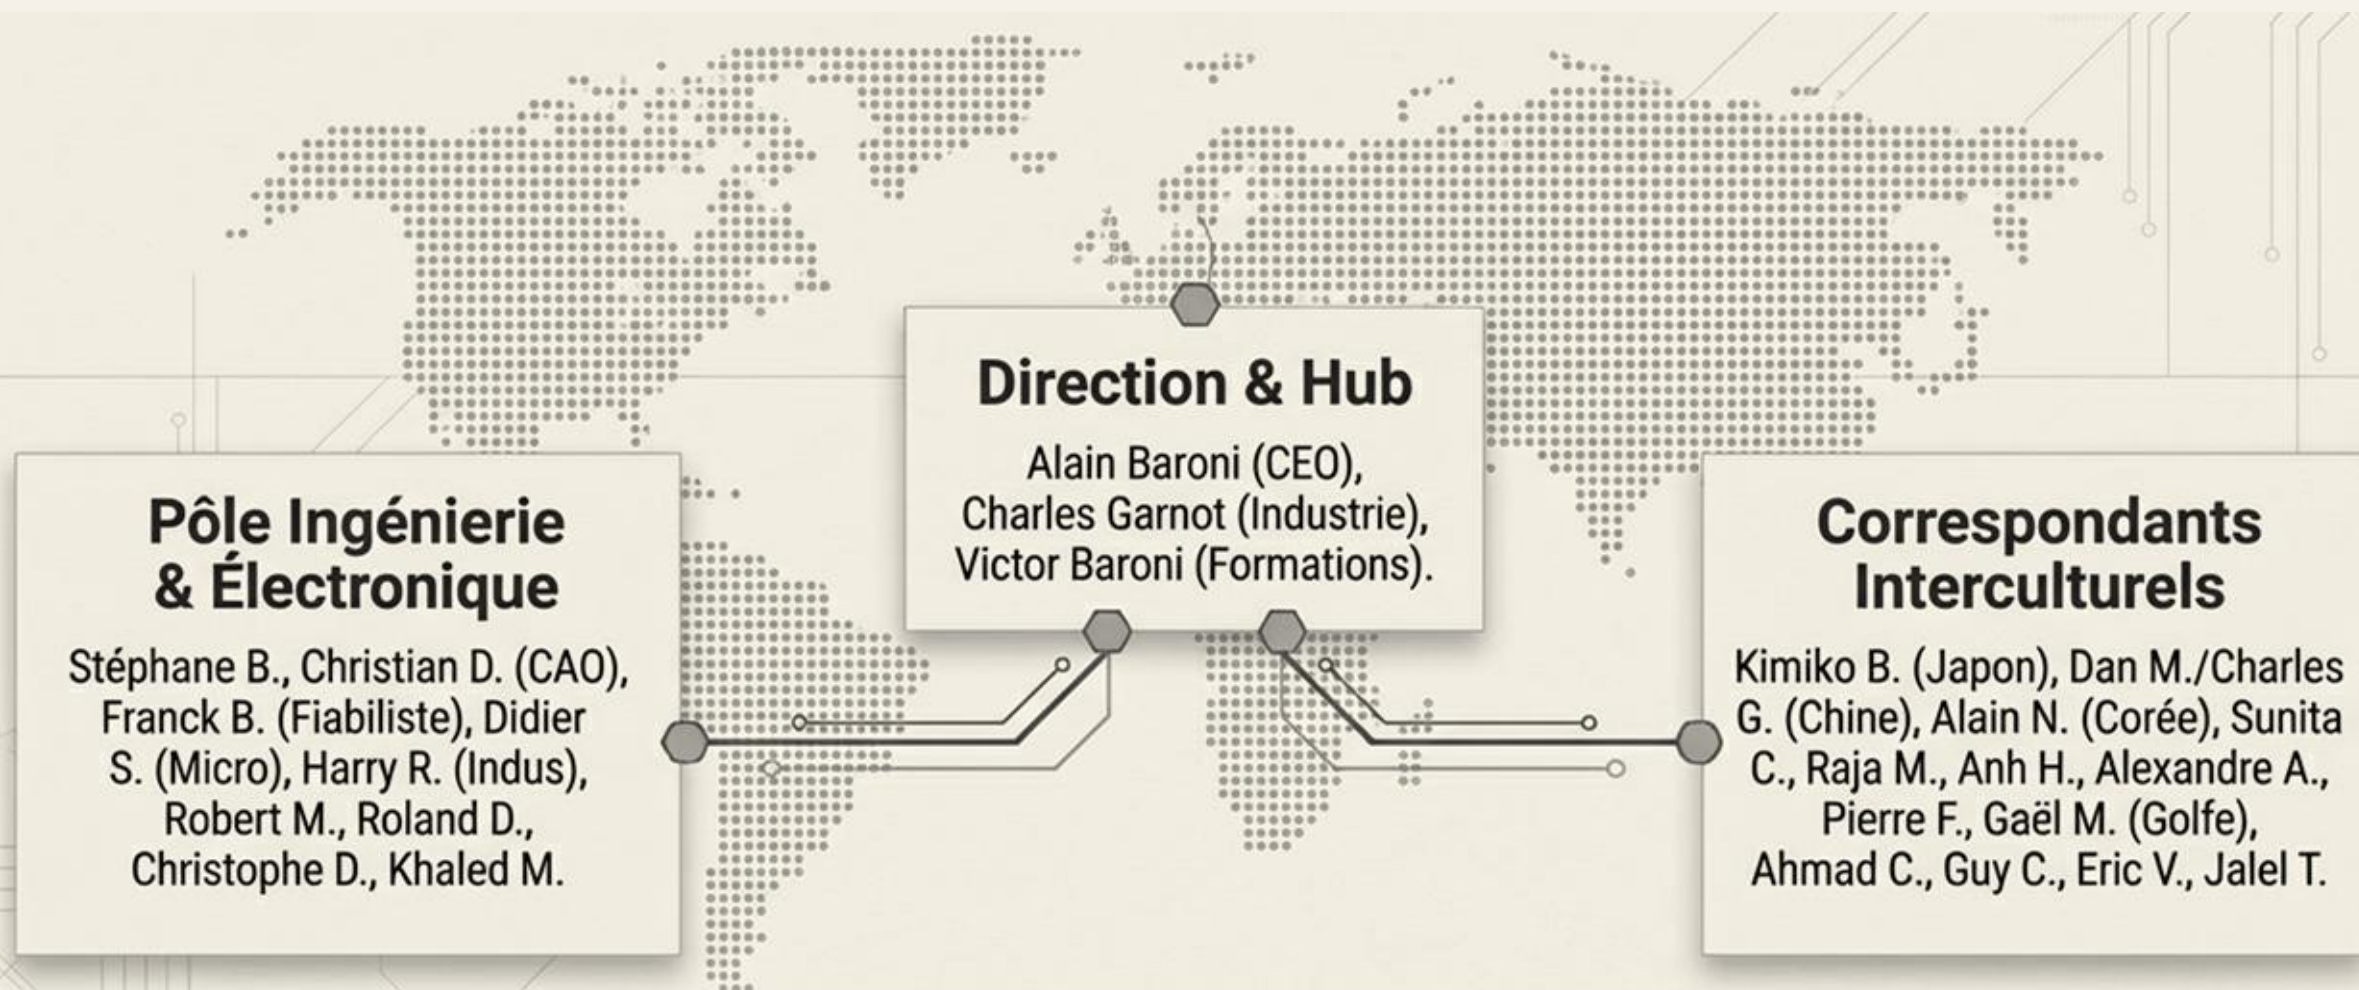 Direction & Hub
Alain Baroni (CEO),
Charles Garnot (Industrie),
Victor Baroni (Formations).
Pôle Ingénierie
& Électronique
Stéphane B., Christian D. (CAO),
Franck B. (Fiabiliste), Didier
S. (Micro), Harry R. (Indus),
Robert M., Roland D.,
Christophe D., Khaled M.
Correspondants
Interculturels
Kimiko B. (Japon), Dan M./Charles
G. (Chine), Alain N. (Corée), Sunita
C., Raja M., Anh H., Alexandre A.,
Pierre F., Gaël M. (Golfe),
Ahmad C., Guy C., Eric V., Jalel T.